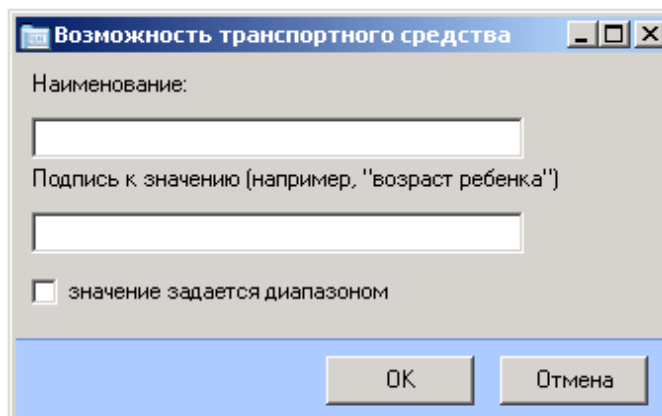 Возможность транспортного средства
Наименование:
Подпись к значению (например, "возраст ребенка")
значение задается диапазоном
OK
Отмена